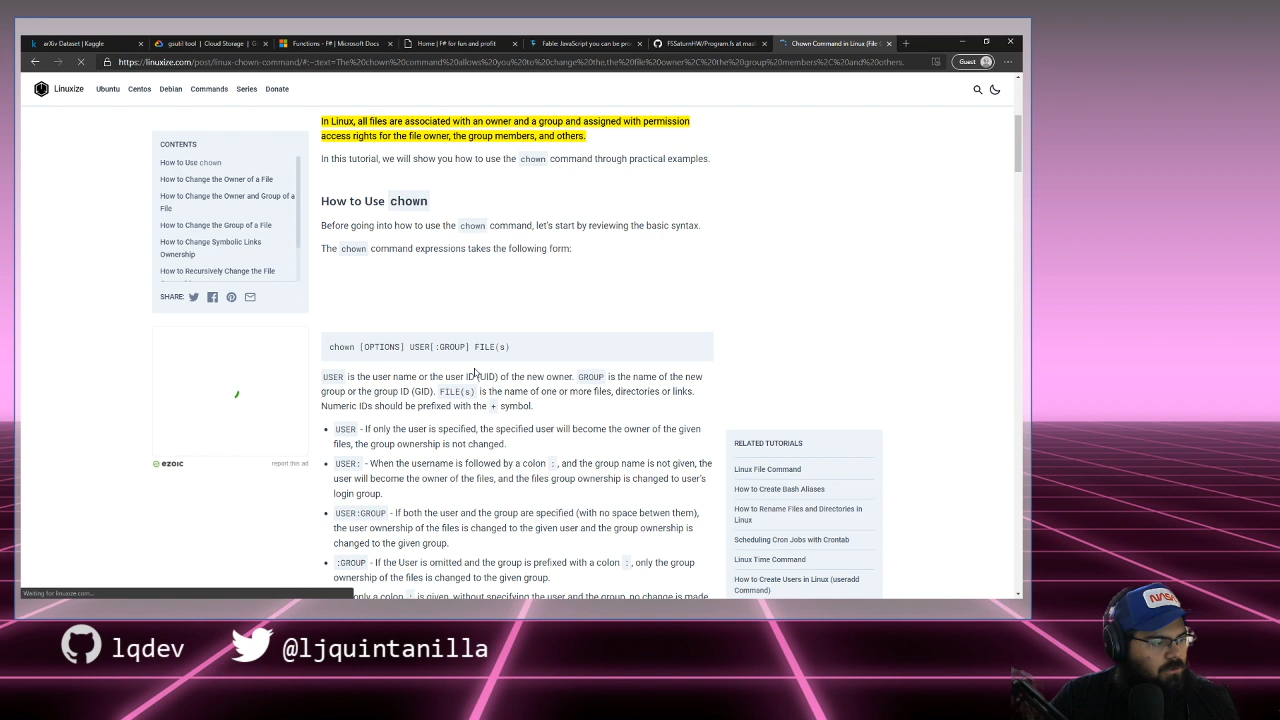 arXiv Dataset | Kaggle
gsutil tool | Cloud Storage | G
Functions - F# | Microsoft Docs
Home | F# for fun and profit
Fable: JavaScript you can be pro
FSSaturnHW/Program.fs at mast
Chown Command in Linux (File O
https://linuxize.com/post/linux-chown-command/#:~:text=The%20chown%20command%20allows%20you%20to%20change%20the,the%20file%20owner%2C%20the%20group%20members%2C%20and%20others.
Guest
Linuxize
Ubuntu
Centos
Debian
Commands
Series
Donate
In Linux, all files are associated with an owner and a group and assigned with permission
access rights for the file owner, the group members, and others.
In this tutorial, we will show you how to use the chown command through practical examples.
CONTENTS
How to Use chown
How to Change the Owner of a File
How to Change the Owner and Group of a
File
How to Change the Group of a File
How to Change Symbolic Links
Ownership
How to Recursively Change the File
SHARE:
How to Use chown
Before going into how to use the chown command, let's start by reviewing the basic syntax.
The chown command expressions takes the following form:
chown [OPTIONS] USER[:GROUP] FILE(s)
USER is the user name or the user ID (UID) of the new owner. GROUP is the name of the new
group or the group ID (GID). FILE(s) is the name of one or more files, directories or links.
Numeric IDs should be prefixed with the + symbol.
USER - If only the user is specified, the specified user will become the owner of the given
files, the group ownership is not changed.
USER: - When the username is followed by a colon :, and the group name is not given, the
user will become the owner of the files, and the files group ownership is changed to user's
login group.
USER:GROUP - If both the user and the group are specified (with no space betwen them),
the user ownership of the files is changed to the given user and the group ownership is
changed to the given group.
:GROUP - If the User is omitted and the group is prefixed with a colon :, only the group
ownership of the files is changed to the given group.
only a colon : is given, without specifying the user and the group, no change is made
ezoic
report this ad
RELATED TUTORIALS
Linux File Command
How to Create Bash Aliases
How to Rename Files and Directories in
Linux
Scheduling Cron Jobs with Crontab
Linux Time Command
How to Create Users in Linux (useradd
Command)
Waiting for linuxize.com...
lqdev
@ljquintanilla
NASA